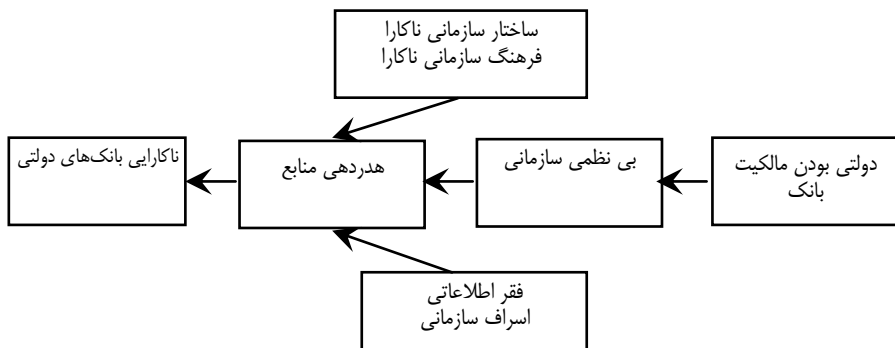 ساختار سازمانی ناکارا
فرهنگ سازمانی ناکارا
دولتی بودن مالکیت
بانک
بی نظمی سازمانی
هدردهی منابع
ناکارایی بانک‌های دولتی
فقر اطلاعاتی
اسراف سازمانی